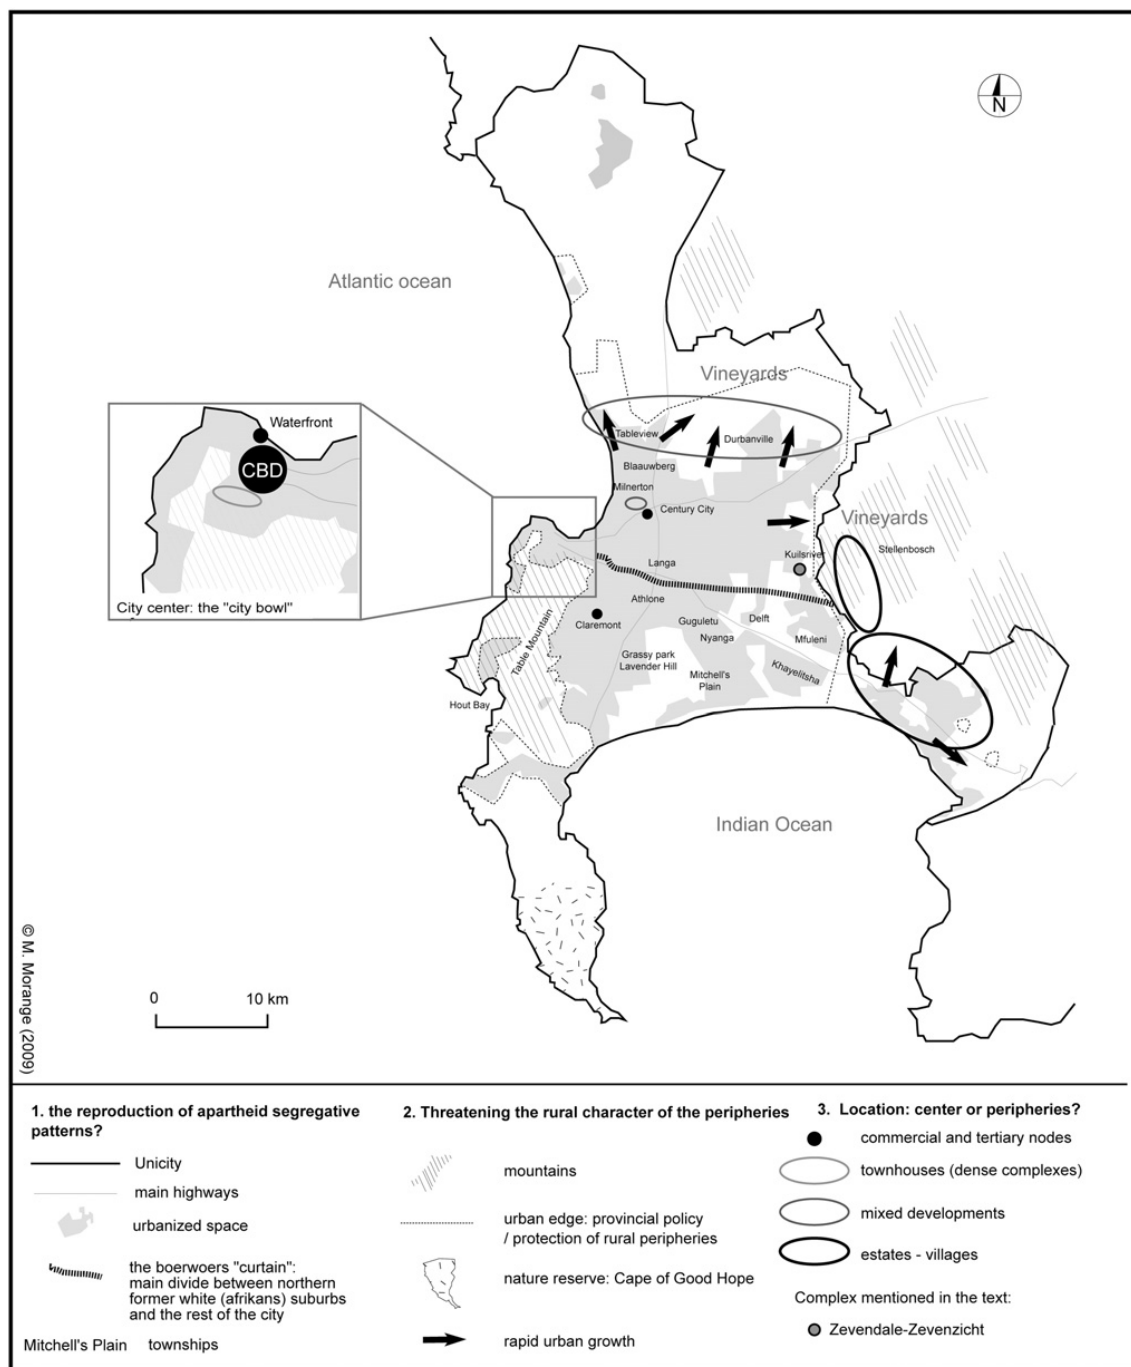 N
Atlantic ocean
Vineyards
Waterfront
CBD
City center: the "city bowl"
Tableview
Durbanville
Blaauwberg
Milnerton
Century City
Vineyards
Stellenbosch
Kuilsriver
Langa
Athlone
Claremont
Guguletu
Delft
Nyanga
Mfuleni
Table Mountain
Grassy park
Lavender Hill
Mitchell's
Plain
Khayelitsha
Hout Bay
Indian Ocean
© M. Morange (2009)
0 10 km
1. the reproduction of apartheid segregative
patterns?
Unicity
main highways
urbanized space
the boerwoers "curtain":
main divide between northern
former white (afrikans) suburbs
and the rest of the city
Mitchell's Plain townships
2. Threatening the rural character of the peripheries
mountains
urban edge: provincial policy
/ protection of rural peripheries
nature reserve: Cape of Good Hope
rapid urban growth
3. Location: center or peripheries?
commercial and tertiary nodes
townhouses (dense complexes)
mixed developments
estates - villages
Complex mentioned in the text:
Zevendale-Zevenzicht